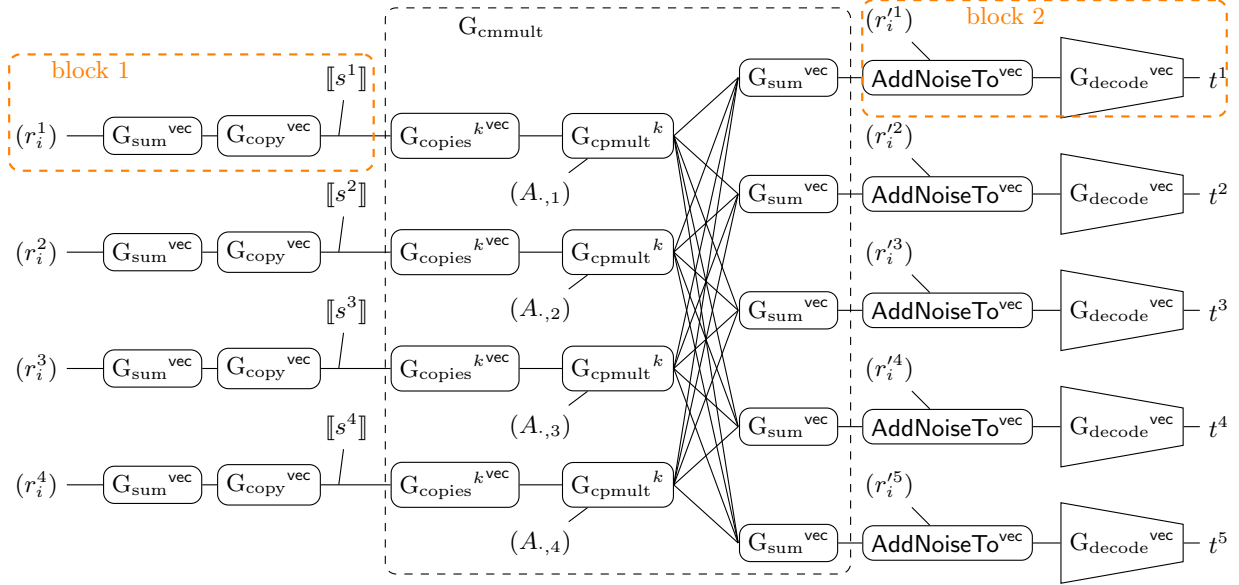 G_cmmult
block 1
block 2
(r'^1_i)
G_sum^vec
AddNoiseTo^vec
G_decode^vec
t^1
⟦s^1⟧
(r^1_i)
G_sum^vec
G_copy^vec
G_copies^k^vec
G_cpmult^k
(A_{·,1})
(r'^2_i)
G_sum^vec
AddNoiseTo^vec
G_decode^vec
t^2
⟦s^2⟧
(r^2_i)
G_sum^vec
G_copy^vec
G_copies^k^vec
G_cpmult^k
(A_{·,2})
(r'^3_i)
G_sum^vec
AddNoiseTo^vec
G_decode^vec
t^3
⟦s^3⟧
(r^3_i)
G_sum^vec
G_copy^vec
G_copies^k^vec
G_cpmult^k
(A_{·,3})
(r'^4_i)
G_sum^vec
AddNoiseTo^vec
G_decode^vec
t^4
⟦s^4⟧
(r^4_i)
G_sum^vec
G_copy^vec
G_copies^k^vec
G_cpmult^k
(A_{·,4})
(r'^5_i)
G_sum^vec
AddNoiseTo^vec
G_decode^vec
t^5